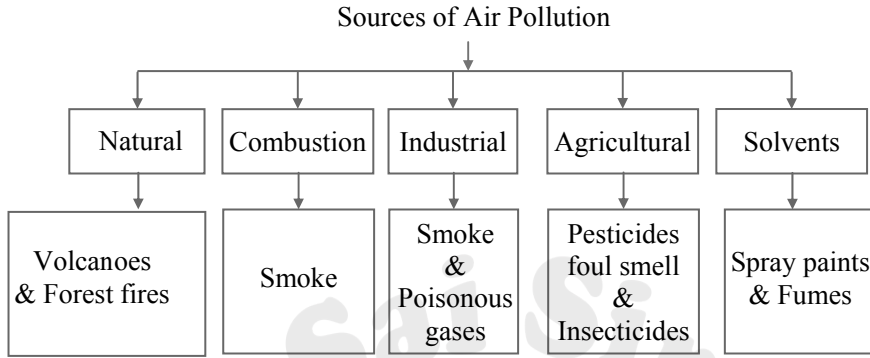 Sources of Air Pollution
Natural
Combustion
Industrial
Agricultural
Solvents
Volcanoes
& Forest fires
Smoke
Smoke
&
Poisonous
gases
Pesticides
foul smell
&
Insecticides
Spray paints
& Fumes
Sai